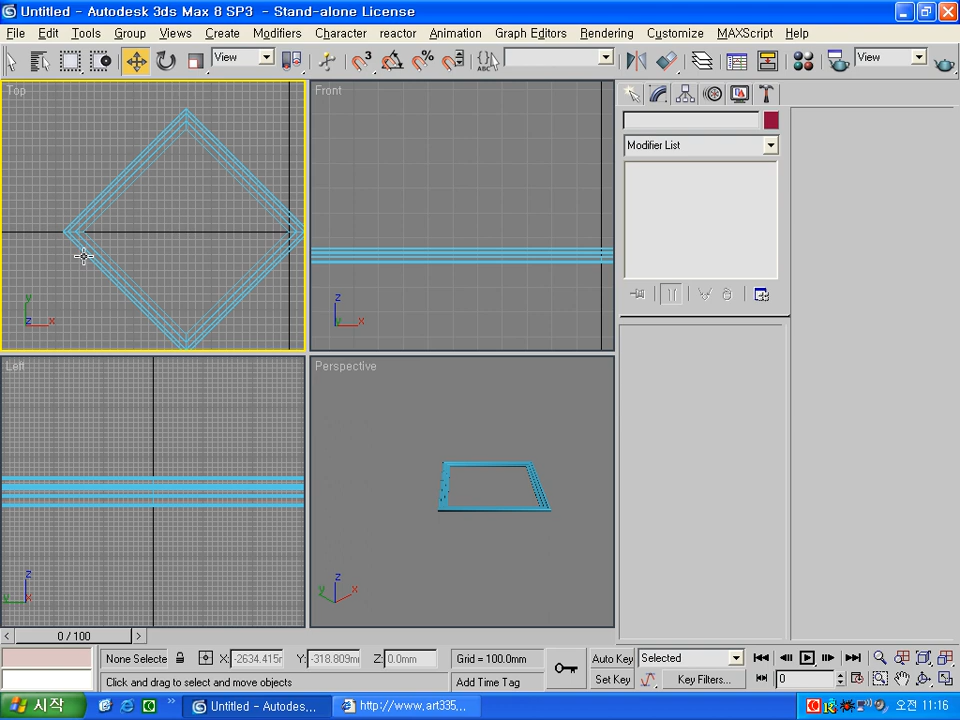 Untitled - Autodesk 3ds Max 8 SP3 - Stand-alone License
File Edit Tools Group Views Create Modifiers Character reactor Animation Graph Editors Rendering Customize MAXScript Help
View View
Top Front
Modifier List
y x z z x y
Left Perspective
z y x z y x
< 0 / 100 >
None Selecte X: -2634.415r Y: -318.809m Z: 0.0mm Grid = 100.0mm Auto Key Selected
Click and drag to select and move objects Add Time Tag Set Key Key Filters... 0
시작 Untitled - Autodes... http://www.art335... 오전 11:16